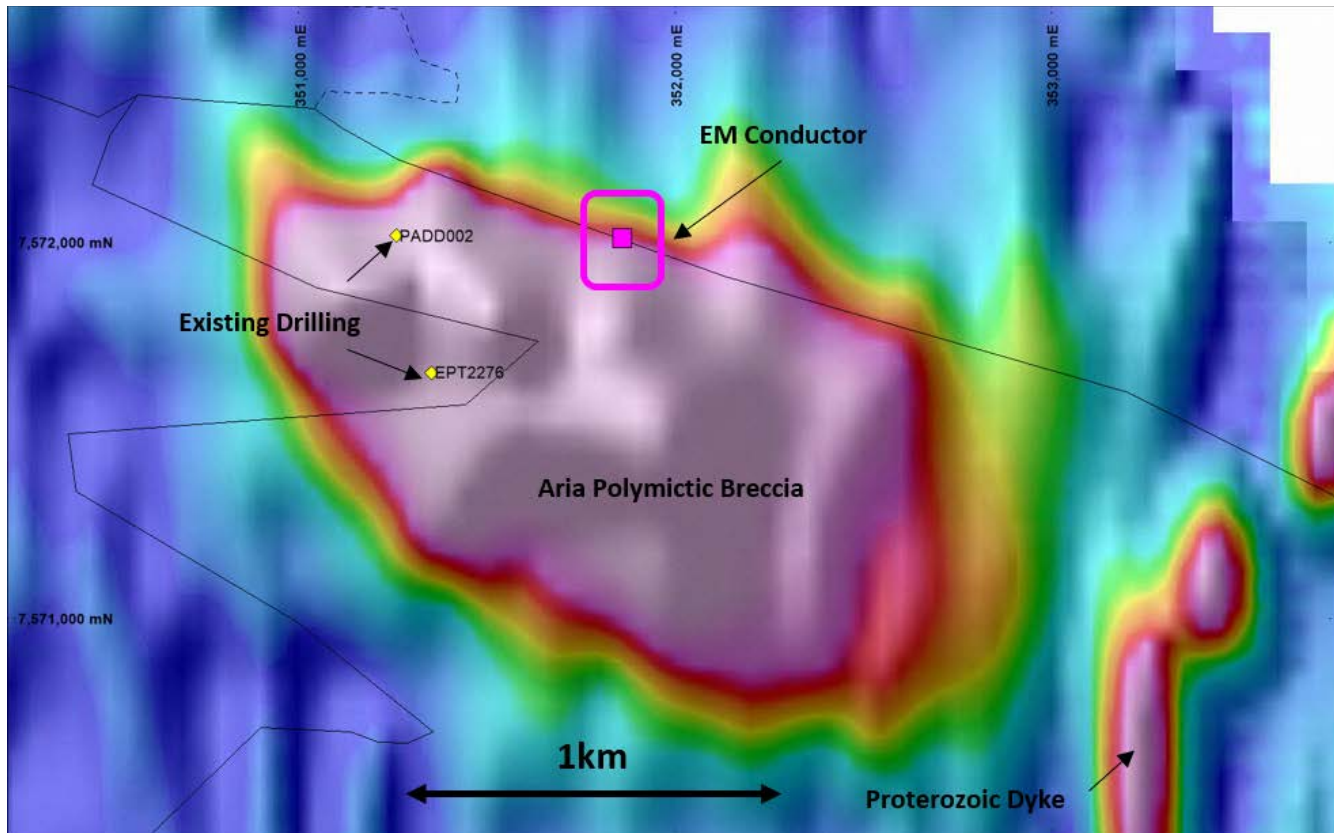 351,000 mE
352,000 mE
353,000 mE
EM Conductor
7,572,000 mN
PADD002
Existing Drilling
EPT2276
Aria Polymictic Breccia
7,571,000 mN
1km
Proterozoic Dyke